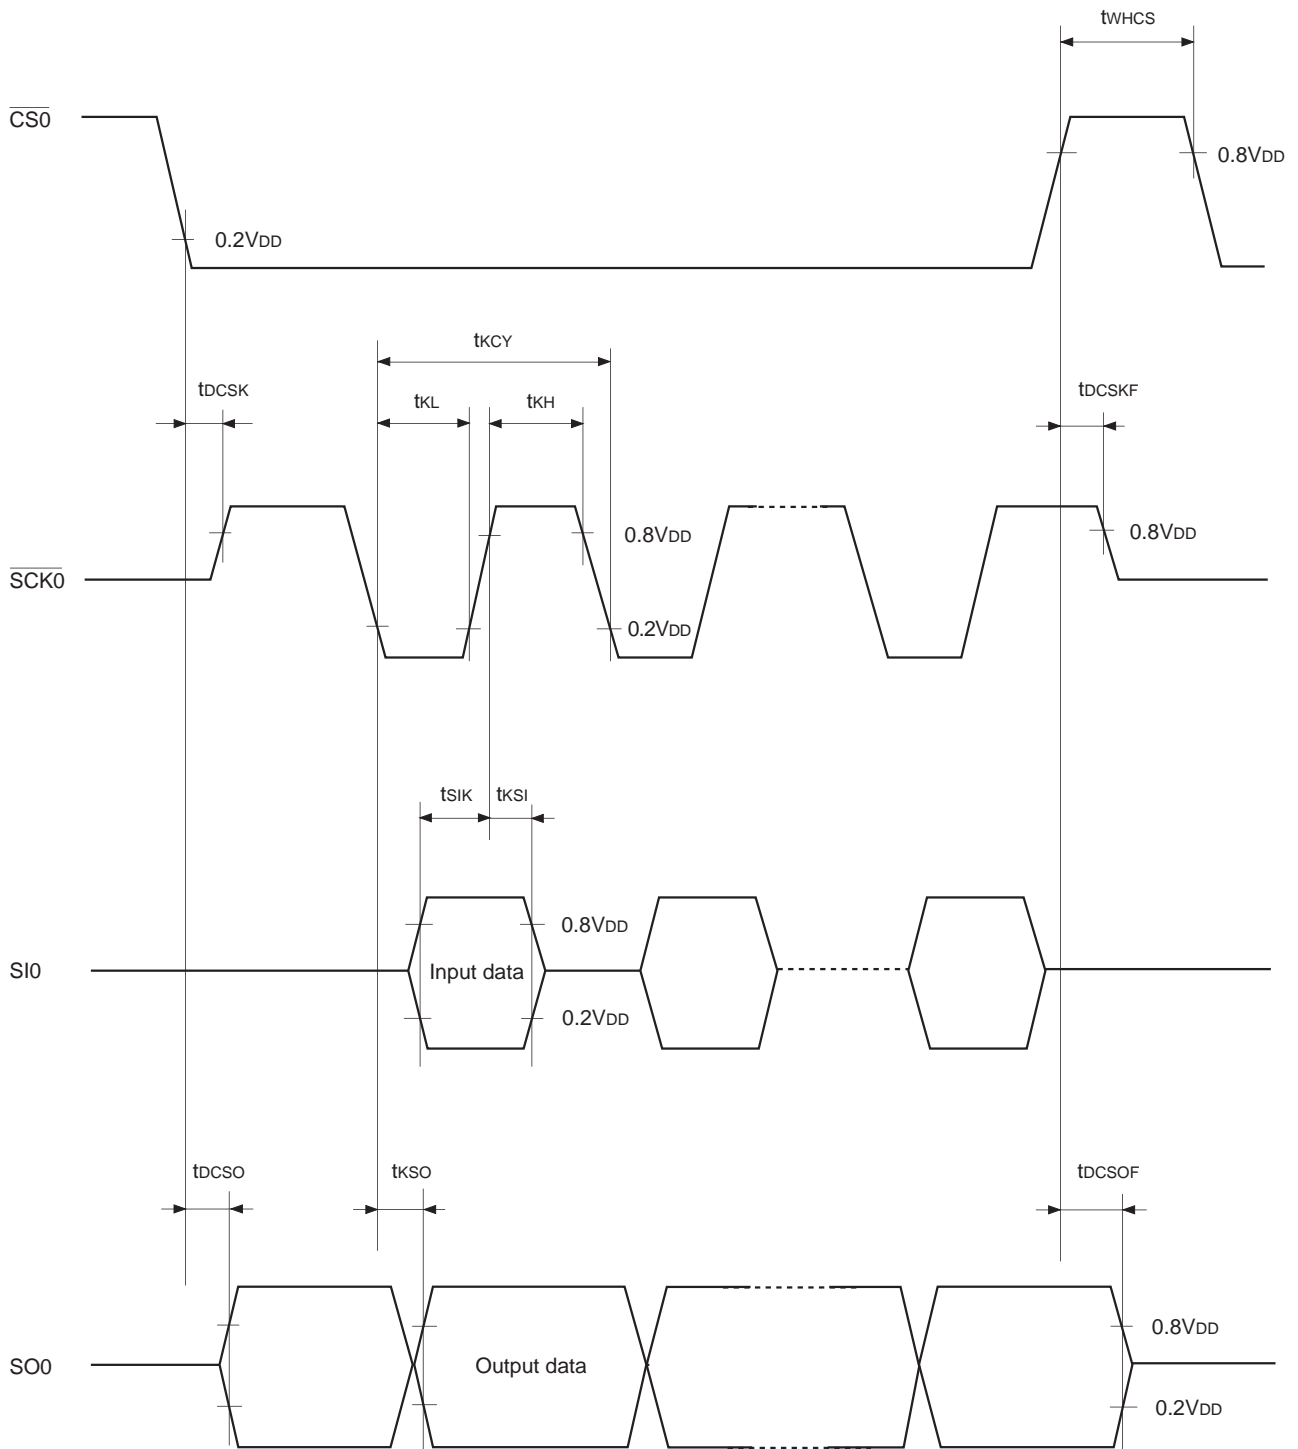 tWHCS
CS0
0.8VDD
0.2VDD
tKCY
tDCSK
tKL
tKH
tDCSKF
0.8VDD
0.8VDD
SCK0
0.2VDD
tSIK
tKSI
0.8VDD
SI0
Input data
0.2VDD
tDCSO
tKSO
tDCSOF
0.8VDD
SO0
Output data
0.2VDD